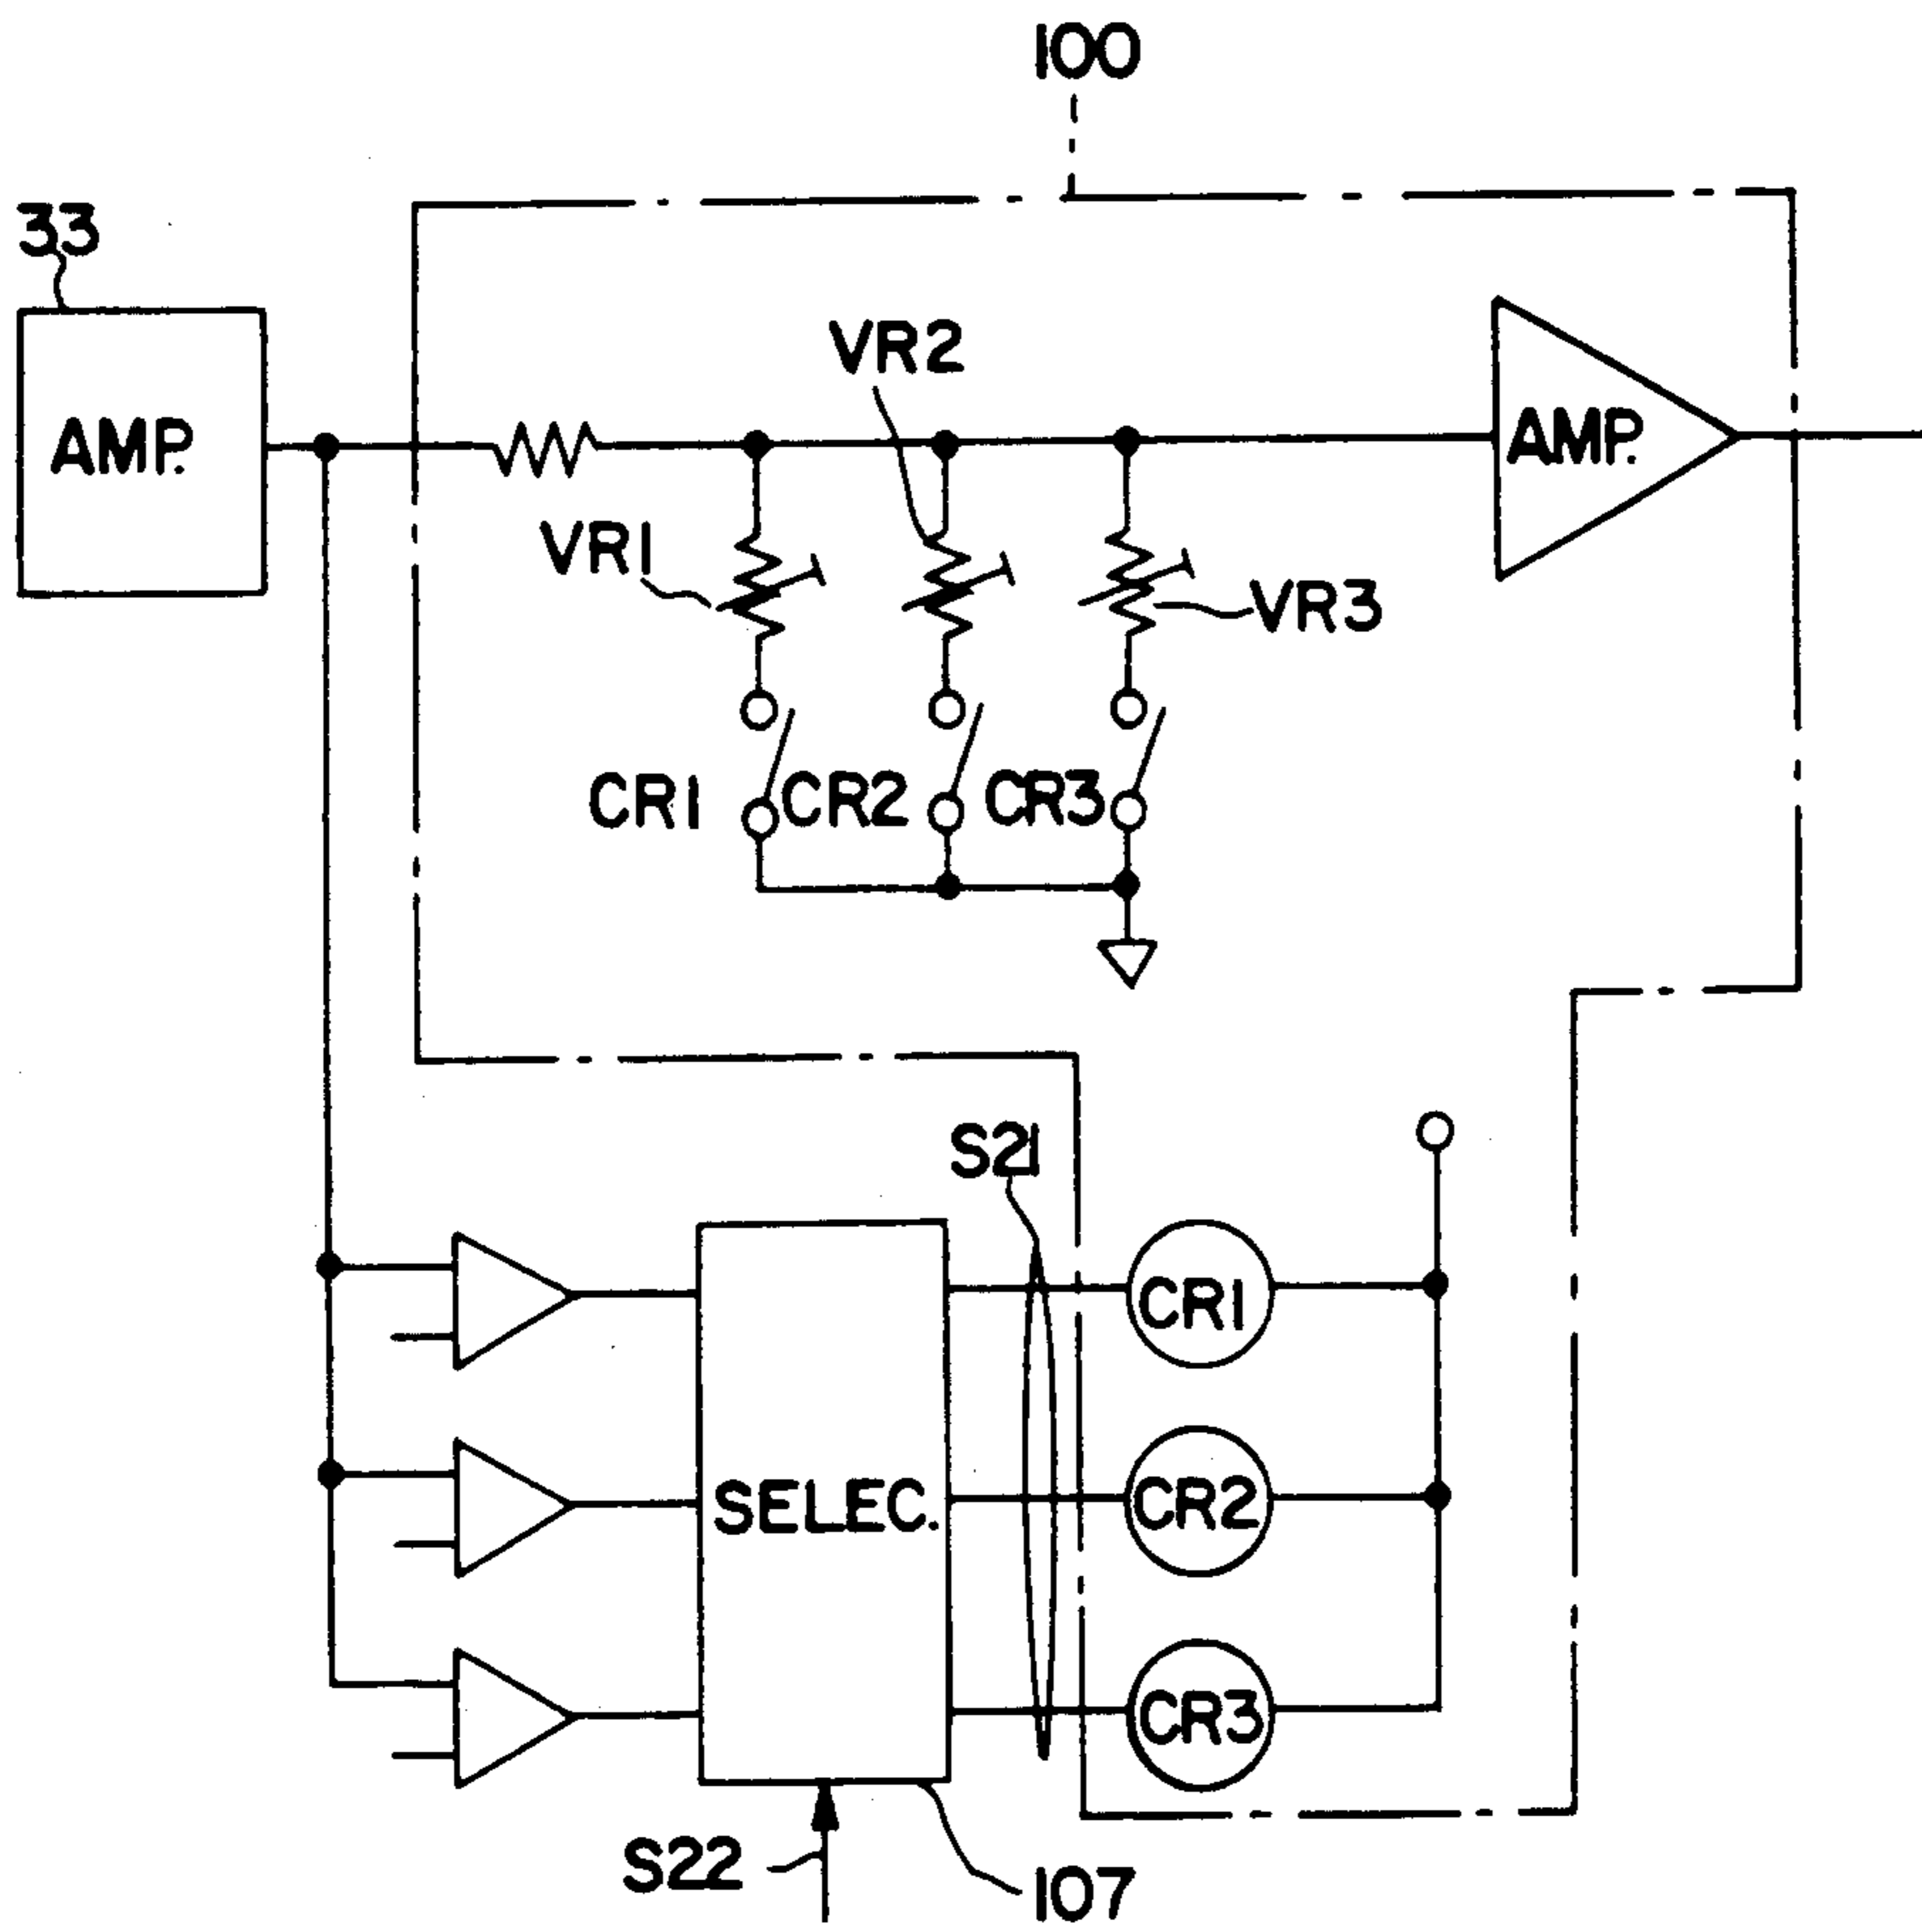 100
33
AMP.
VR2
AMP.
VR1
VR3
CR1
CR2
CR3
S21
CR1
SELEC.
CR2
CR3
S22
107